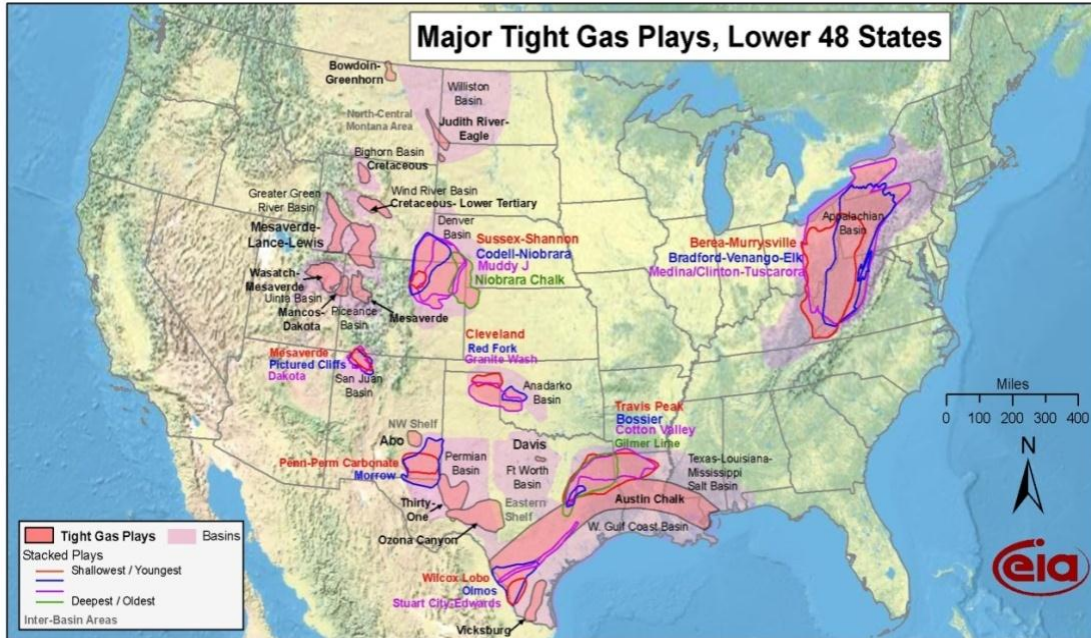 Major Tight Gas Plays, Lower 48 States
Bowdoin-
Greenhorn
Williston
Basin
North-Central
Montana Area
Judith River-
Eagle
Bighorn Basin
Cretaceous
Wind River Basin
Cretaceous- Lower Tertiary
Greater Green
River Basin
Mesaverde-
Lance-Lewis
Denver
Basin
Sussex-Shannon
Codell-Niobrara
Muddy J
Niobrara Chalk
Appalachian
Basin
Berea-Murrysville
Bradford-Venango-Elk
Medina/Clinton-Tuscarora
Wasatch-
Mesaverde
Uinta Basin
Mancos-
Dakota
Piceance
Basin
Mesaverde
Mesaverde
Pictured Cliffs
Dakota
San Juan
Basin
Cleveland
Red Fork
Granite Wash
Anadarko
Basin
Miles
0 100 200 300 400
N
Travis Peak
Bossier
Cotton Valley
Gilmer Lime
NW Shelf
Abo
Penn-Perm Carbonate
Morrow
Permian
Basin
Davis
Ft Worth
Basin
Texas-Louisiana-
Mississippi
Salt Basin
Thirty-
One
Eastern
Shelf
Ozona Canyon
Austin Chalk
W. Gulf Coast Basin
Wilcox Lobo
Olmos
Stuart City-Edwards
Vicksburg
Tight Gas Plays
Basins
Stacked Plays
Shallowest / Youngest
Deepest / Oldest
Inter-Basin Areas
eia